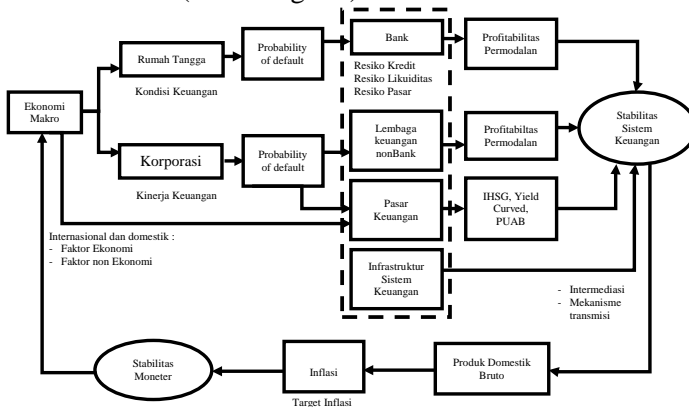 Rumah Tangga
Kondisi Keuangan
Probability
of default
Bank
Resiko Kredit
Resiko Likuiditas
Resiko Pasar
Profitabilitas
Permodalan
Ekonomi
Makro
Korporasi
Kinerja Keuangan
Probability
of default
Lembaga
keuangan
nonBank
Profitabiltas
Permodalan
Stabilitas
Sistem
Keuangan
Pasar
Keuangan
IHSG, Yield
Curved,
PUAB
Internasional dan domestik :
- Faktor Ekonomi
- Faktor non Ekonomi
Infrastruktur
Sistem
Keuangan
- Intermediasi
- Mekanisme
transmisi
Stabilitas
Moneter
Inflasi
Target Inflasi
Produk Domestik
Bruto